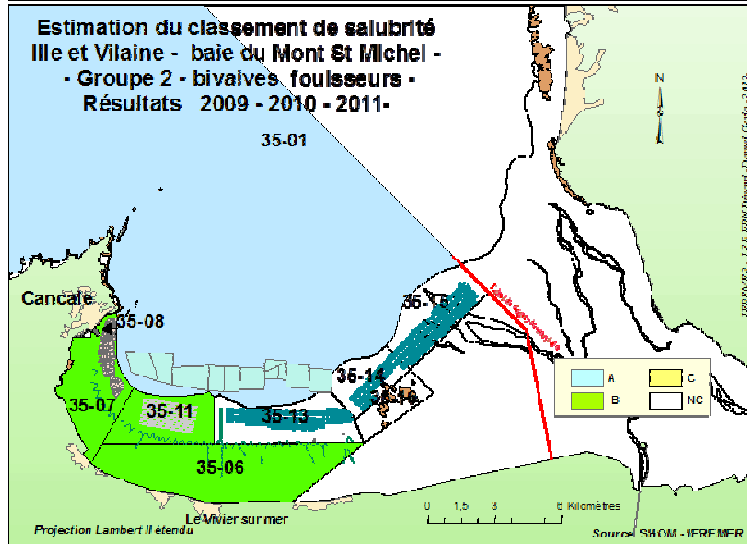 Estimation du classement de salubrité
Ille et Vilaine - baie du Mont St Michel -
- Groupe 2 - bivalves fouisseurs -
Résultats 2009 - 2010 - 2011-
35-01
N
Cancale
35-08
35-15
35-14
35-07
35-11
35-13
35-16
35-06
A
C
B
NC
Le Vivier sur mer
0 1,5 3 6 Kilomètres
Projection Lambert II étendu
Source SHOM - IFREMER